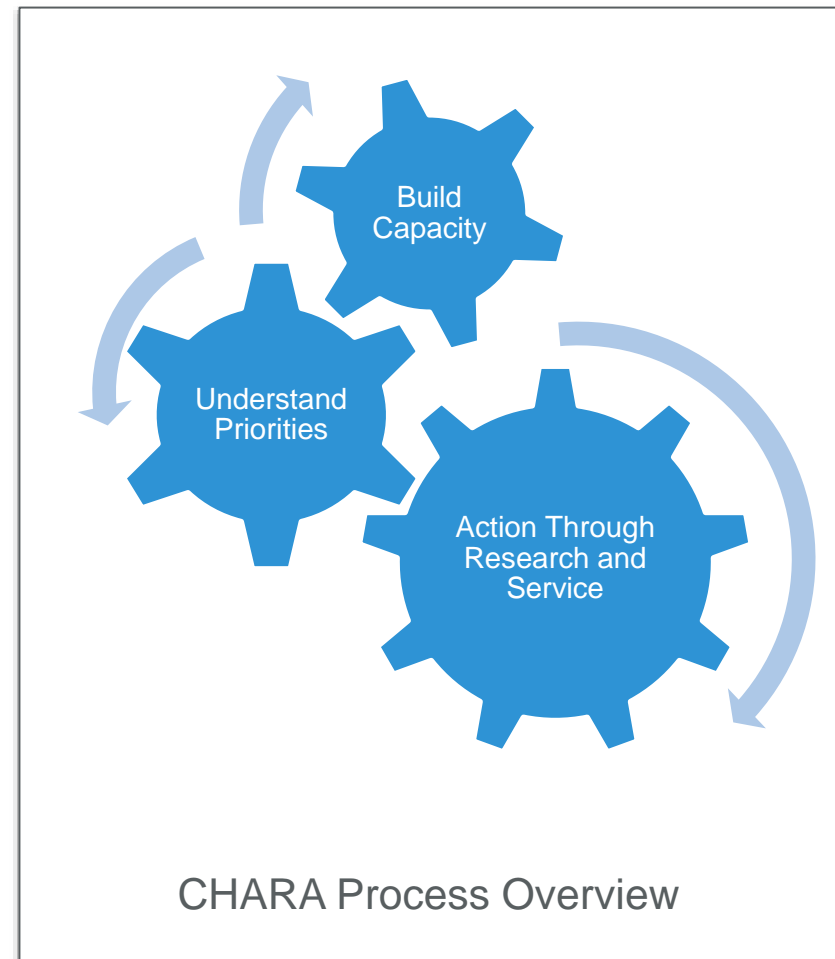 Build
Capacity
Understand
Priorities
Action Through
Research and
Service
CHARA Process Overview